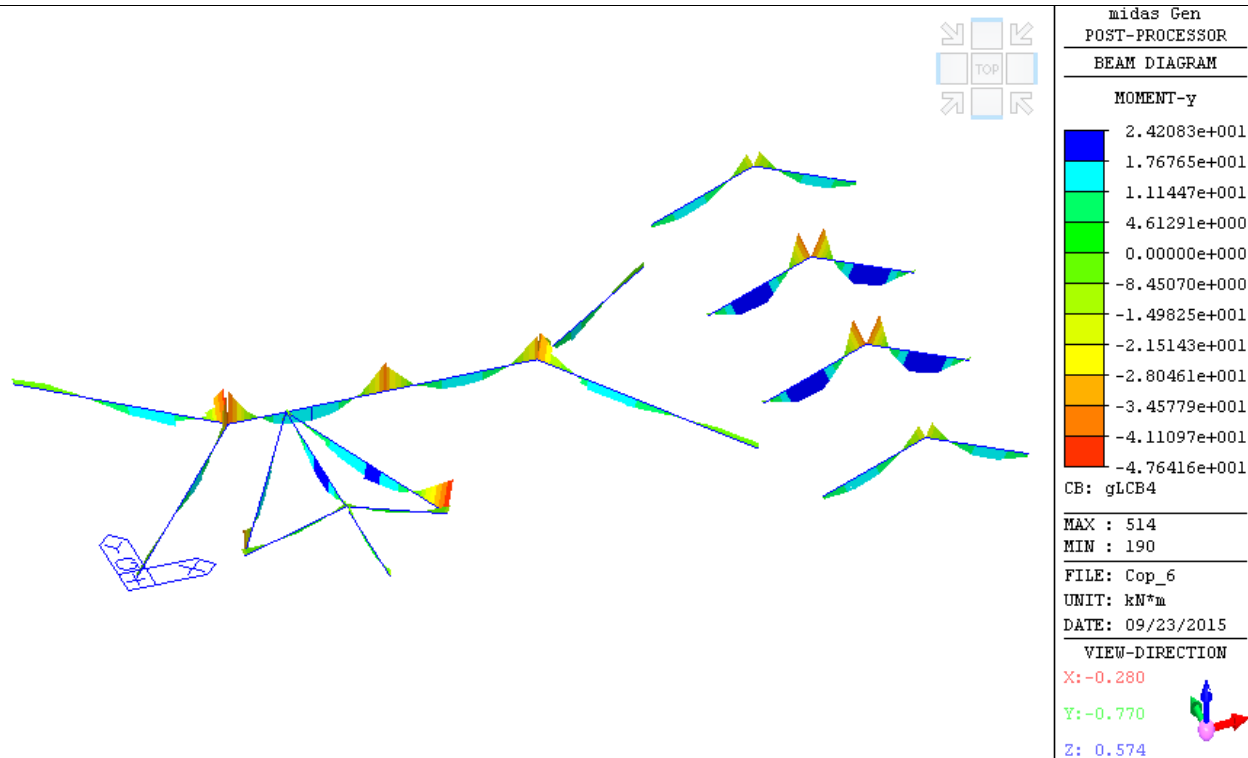 TOP
midas Gen
POST-PROCESSOR
BEAM DIAGRAM
MOMENT-y
2.42083e+001
1.76765e+001
1.11447e+001
4.61291e+000
0.00000e+000
-8.45070e+000
-1.49825e+001
-2.15143e+001
-2.80461e+001
-3.45779e+001
-4.11097e+001
-4.76416e+001
CB: gLCB4
MAX : 514
MIN : 190
FILE: Cop_6
UNIT: kN*m
DATE: 09/23/2015
VIEW-DIRECTION
X:-0.280
Y:-0.770
Z: 0.574
Y
X